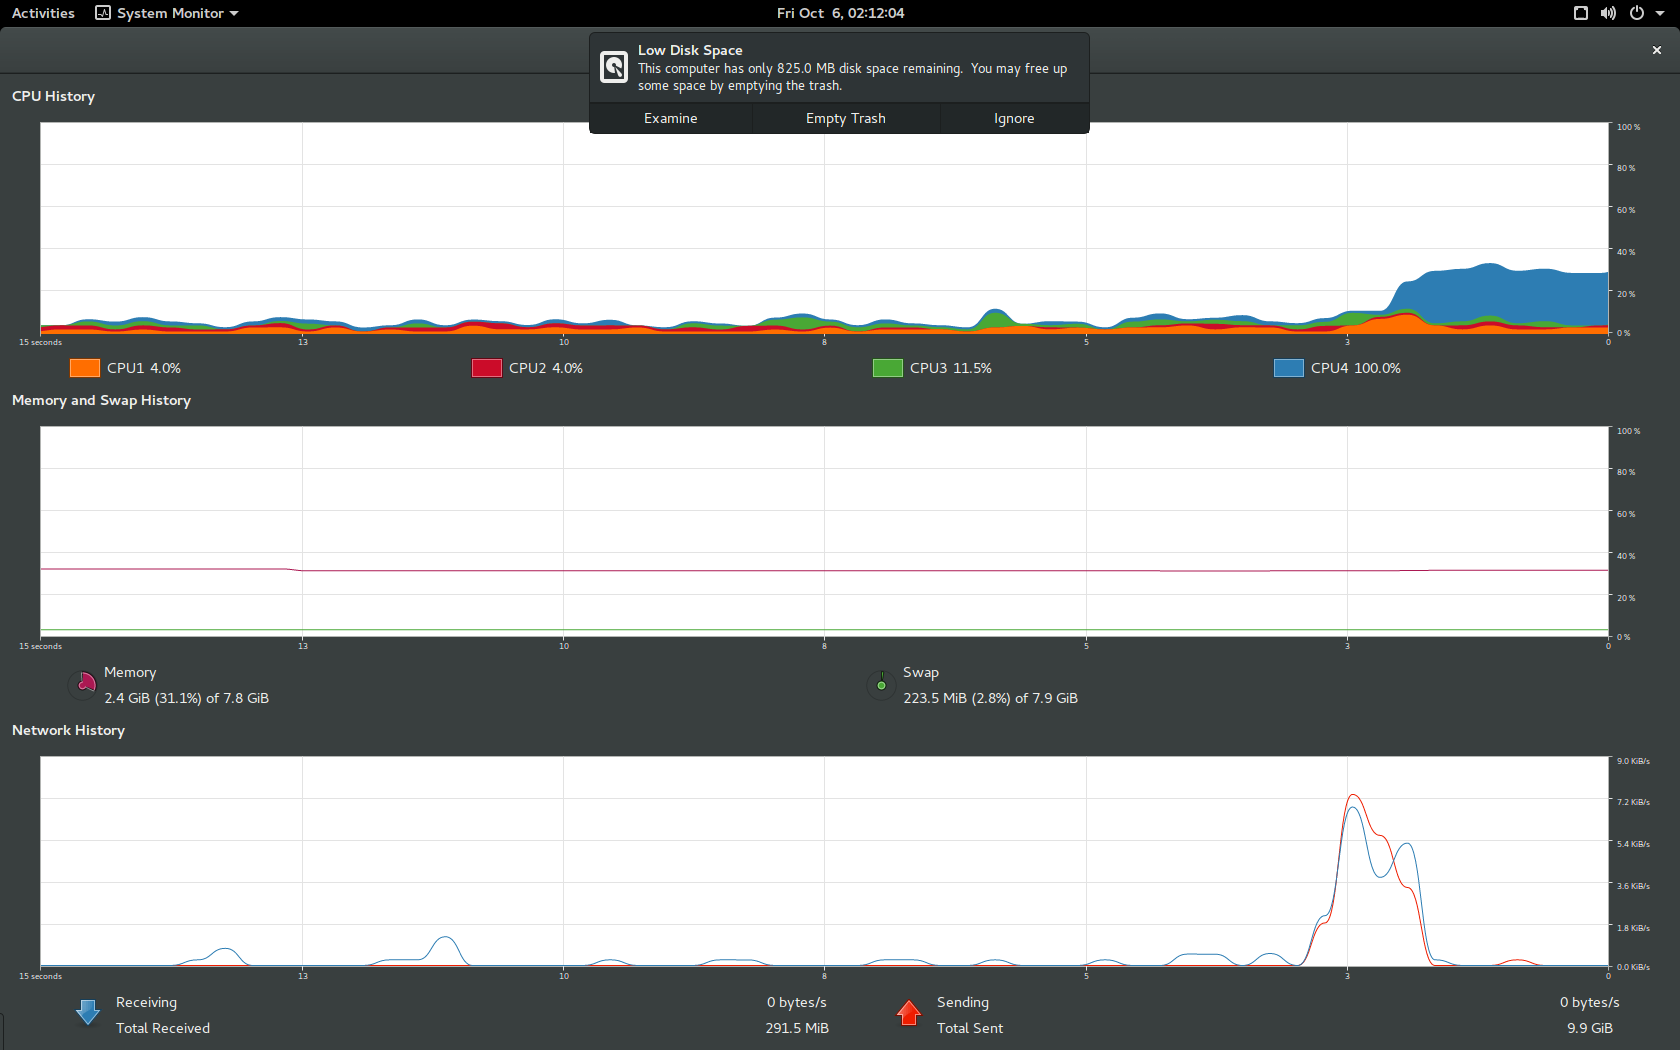 Activities
System Monitor
Fri Oct 6, 02:12:04
Low Disk Space
This computer has only 825.0 MB disk space remaining. You may free up
some space by emptying the trash.
Examine
Empty Trash
Ignore
CPU History
100 %
80 %
60 %
40 %
20 %
0 %
15 seconds
13
10
8
5
3
0
CPU1 4.0%
CPU2 4.0%
CPU3 11.5%
CPU4 100.0%
Memory and Swap History
100 %
80 %
60 %
40 %
20 %
0 %
15 seconds
13
10
8
5
3
0
Memory
2.4 GiB (31.1%) of 7.8 GiB
Swap
223.5 MiB (2.8%) of 7.9 GiB
Network History
9.0 KiB/s
7.2 KiB/s
5.4 KiB/s
3.6 KiB/s
1.8 KiB/s
0.0 KiB/s
15 seconds
13
10
8
5
3
0
Receiving
0 bytes/s
Total Received
291.5 MiB
Sending
0 bytes/s
Total Sent
9.9 GiB